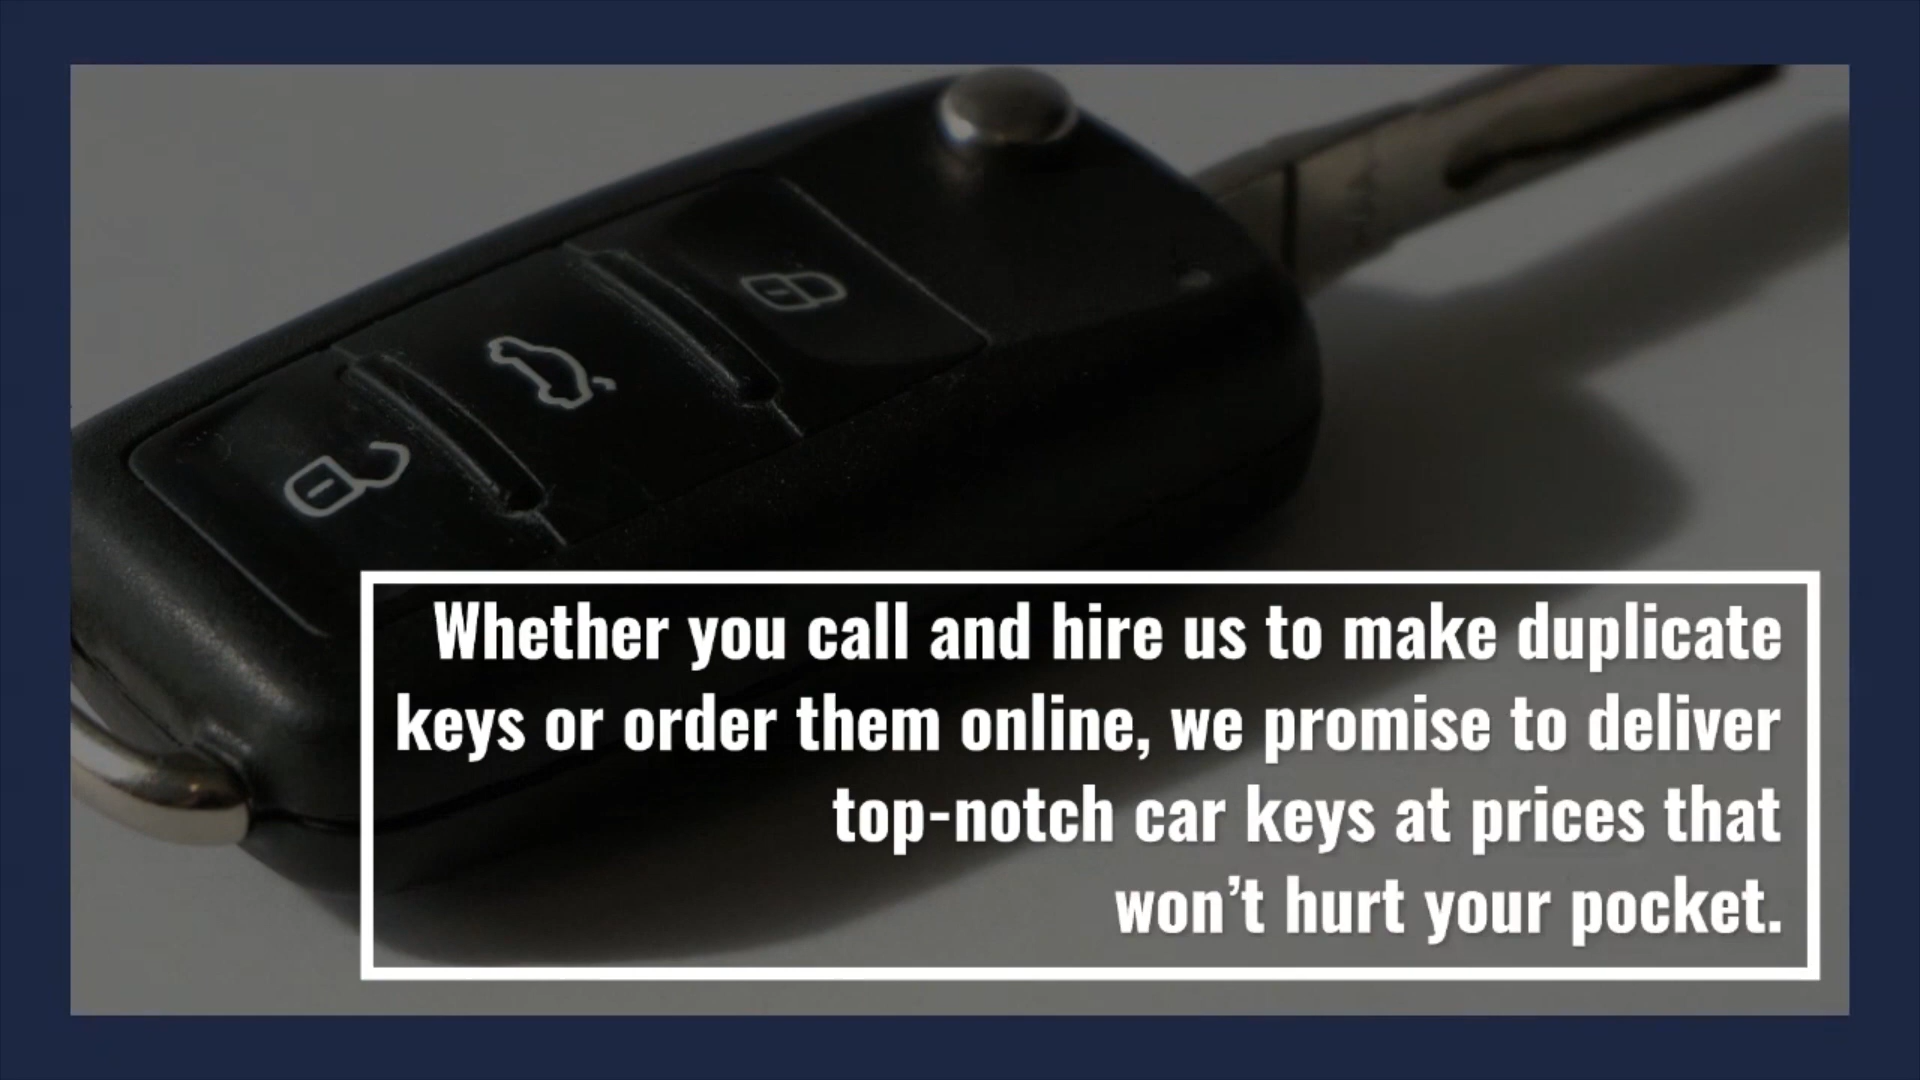 Whether you call and hire us to make duplicate
keys or order them online, we promise to deliver
top-notch car keys at prices that
won’t hurt your pocket.